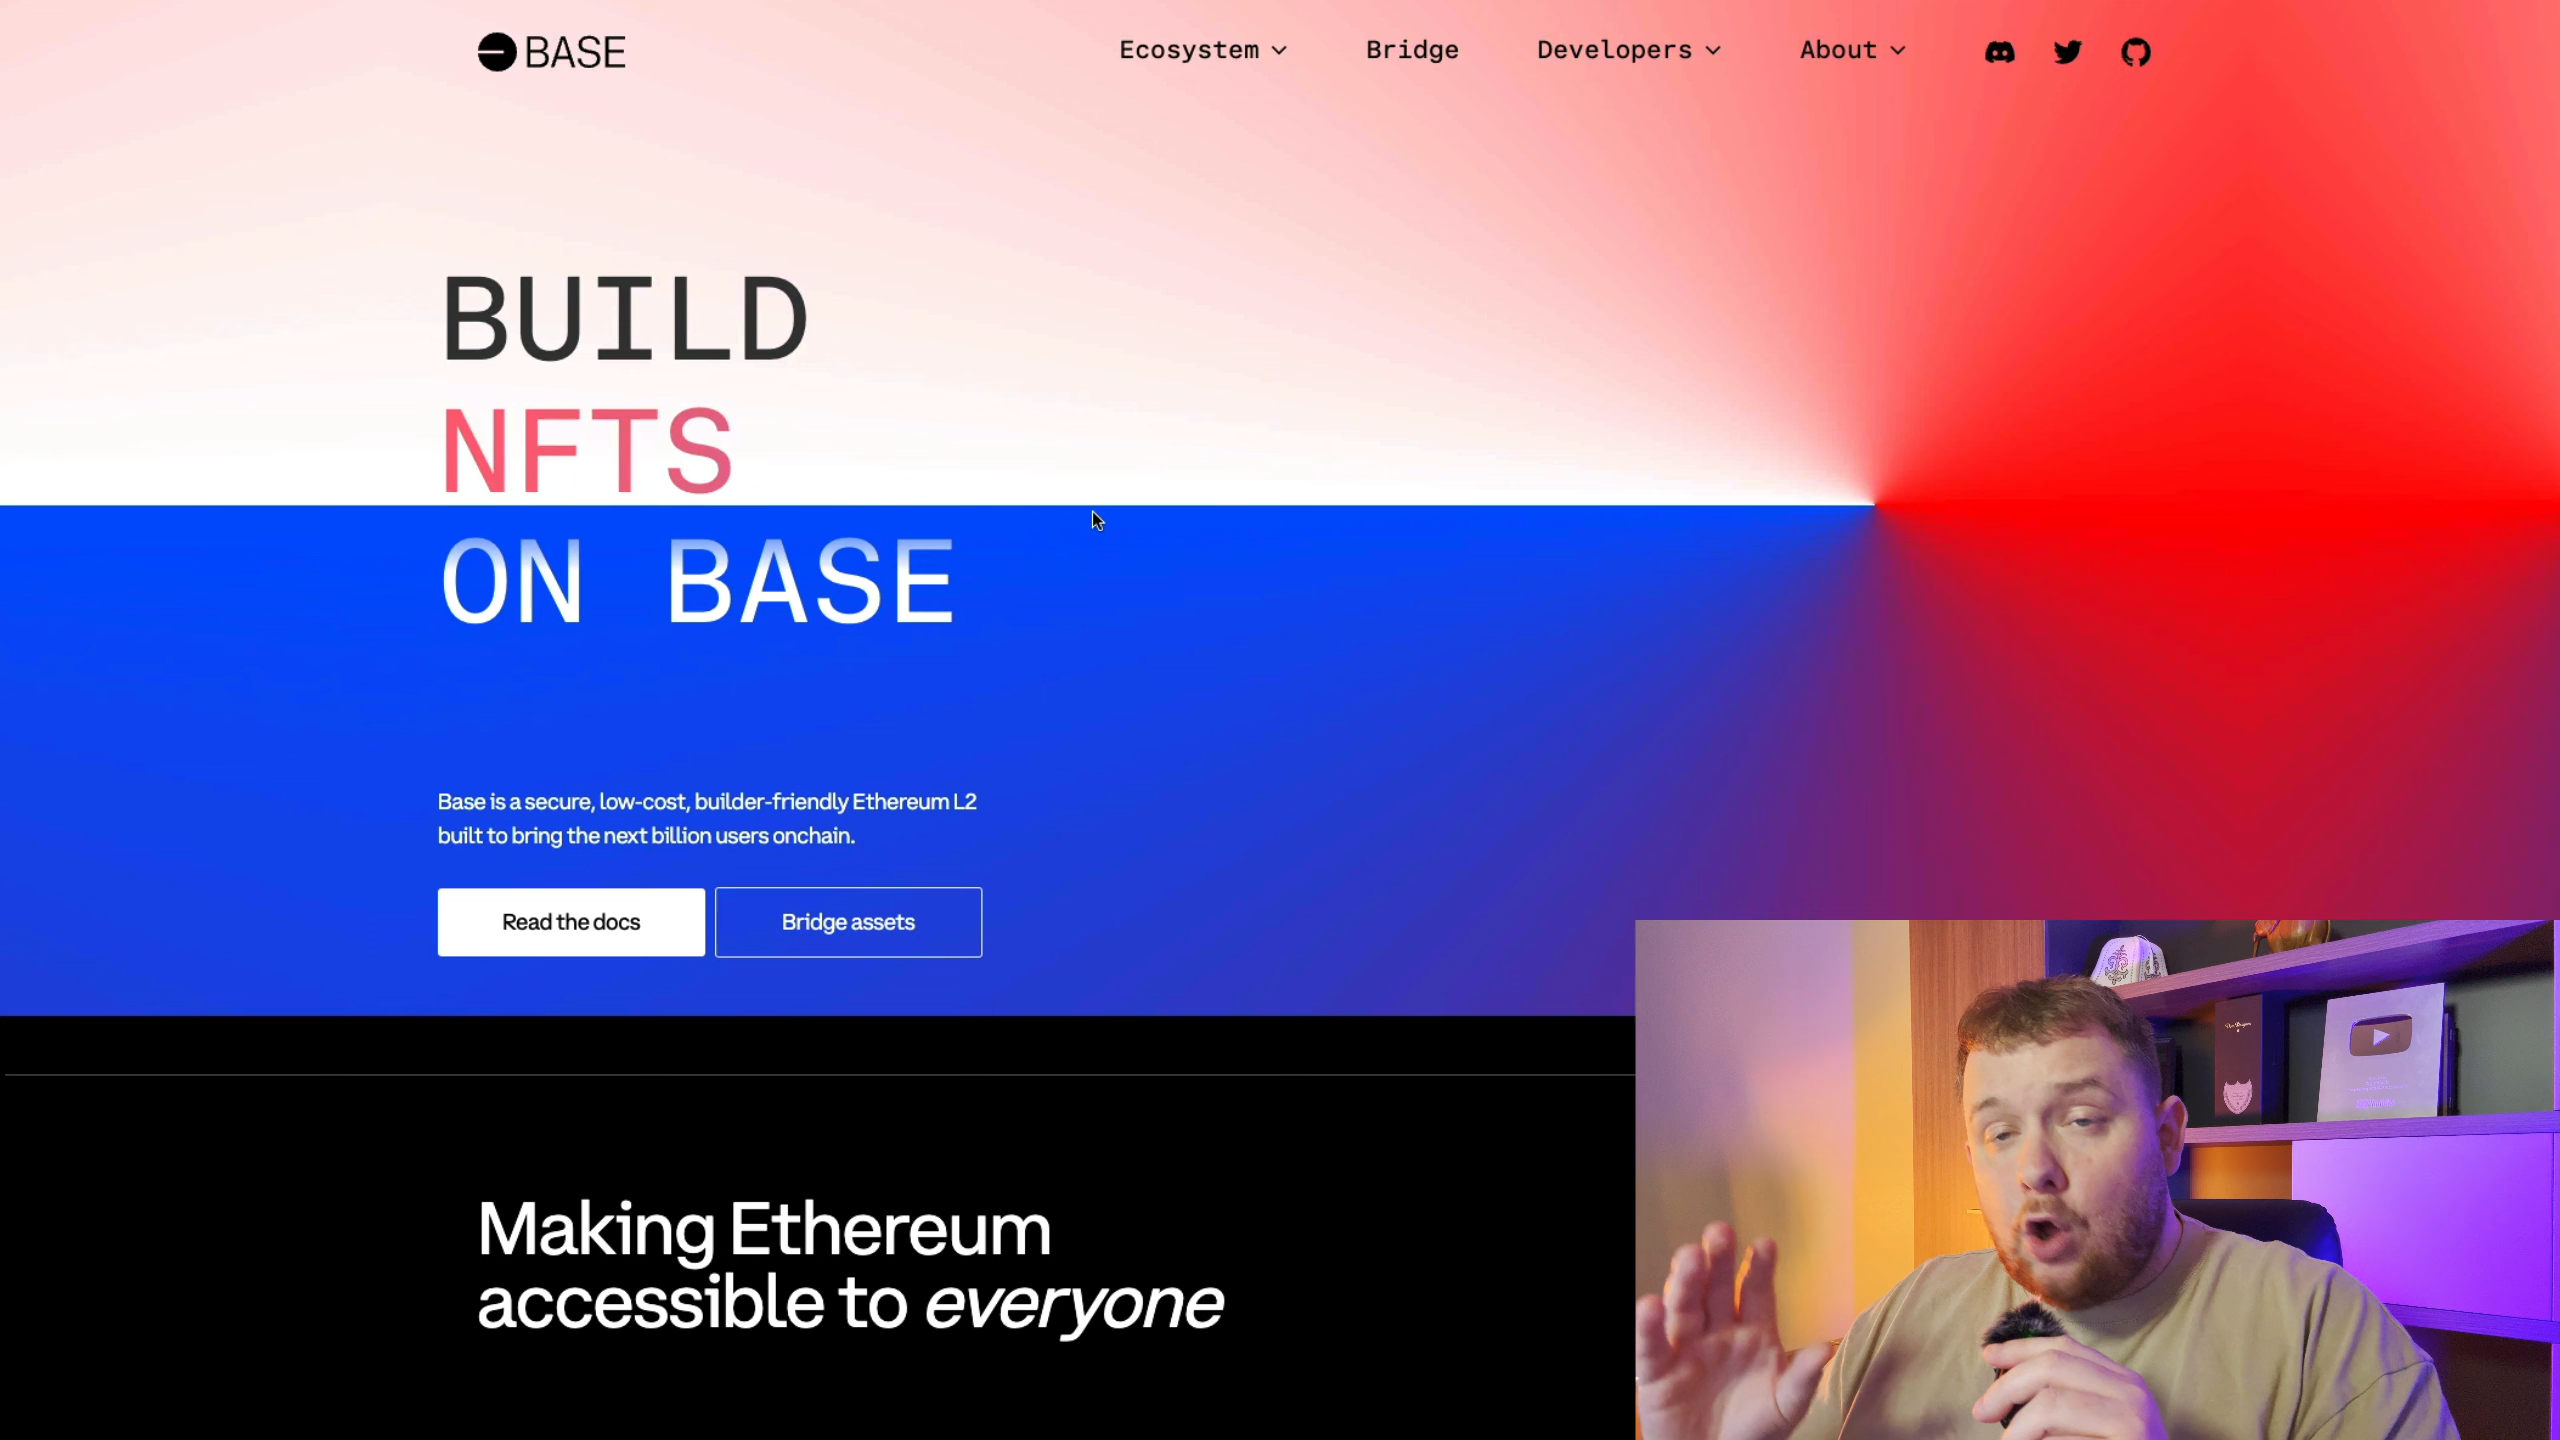 BASE
Ecosystem
Bridge
Developers
About
BUILD
NFTS
ON BASE
Base is a secure, low-cost, builder-friendly Ethereum L2
built to bring the next billion users onchain.
Read the docs
Bridge assets
Making Ethereum
accessible to everyone